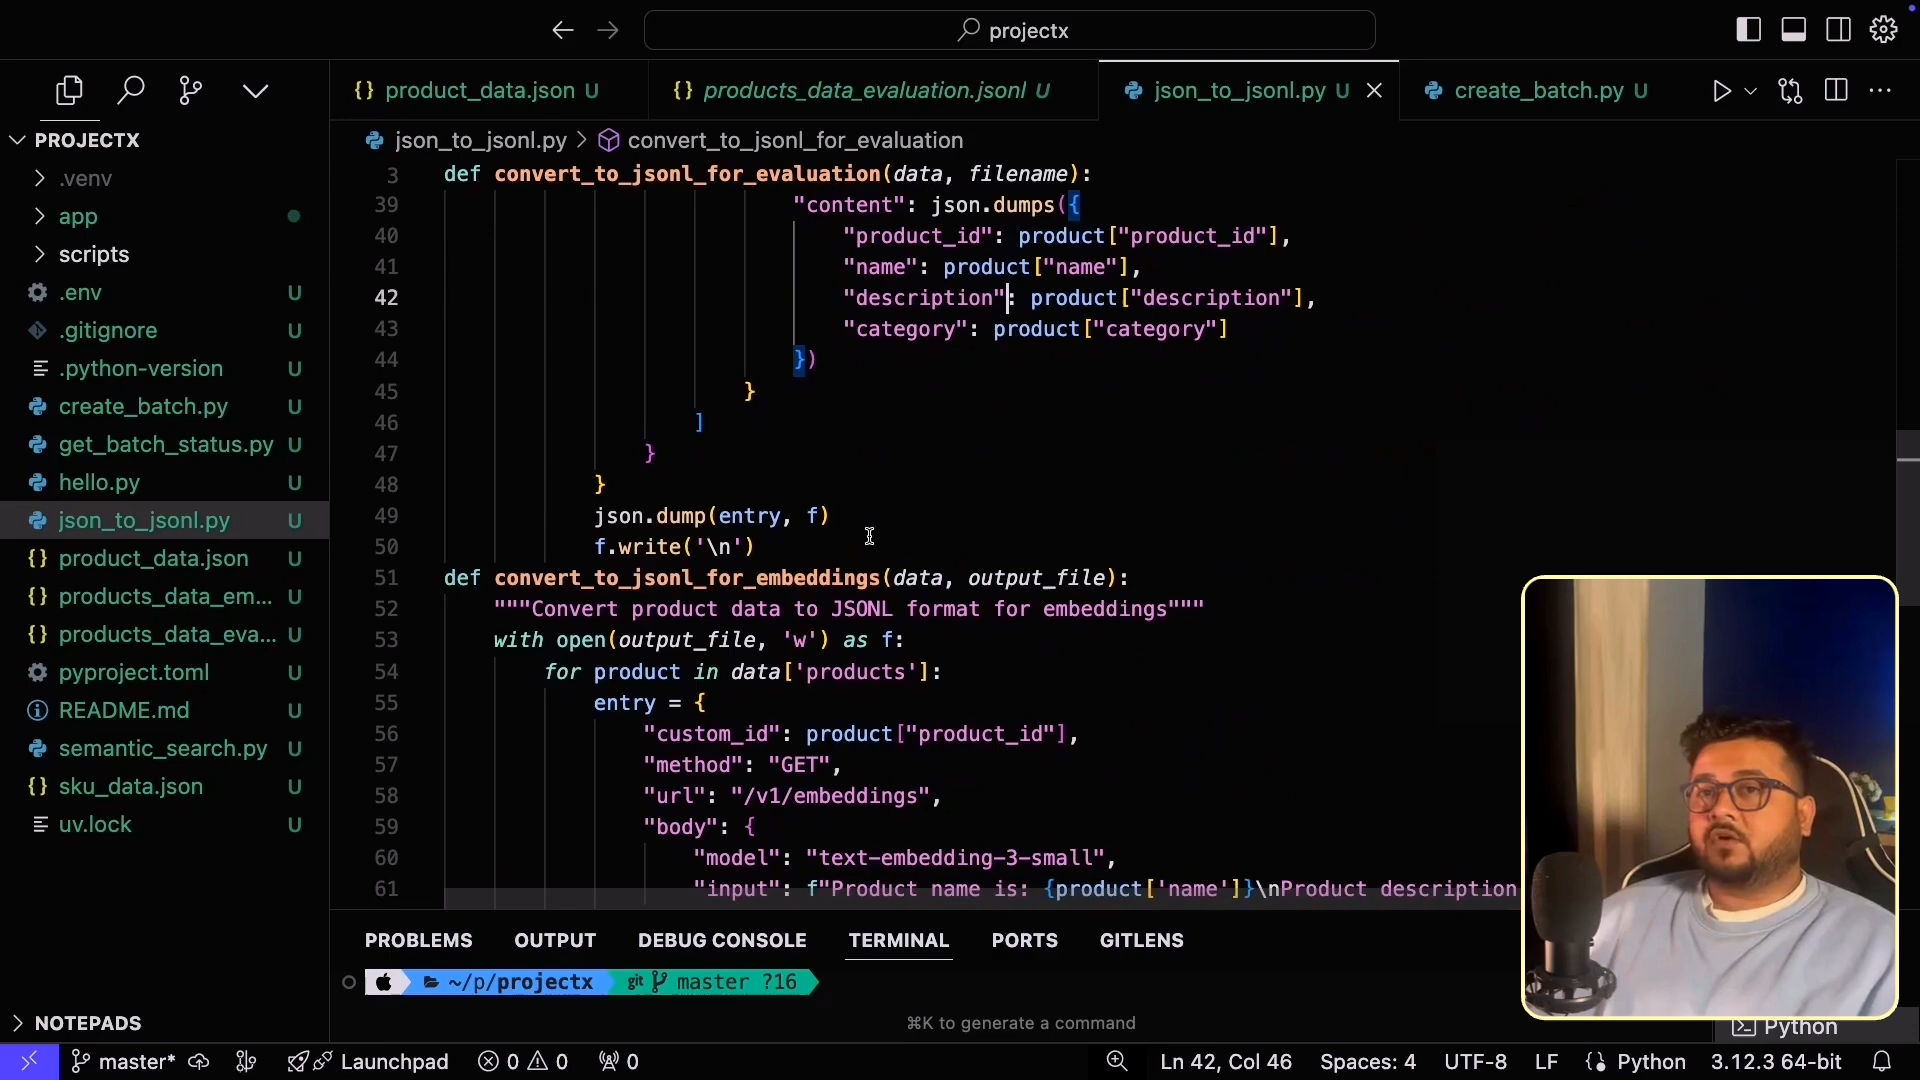 projectx
{} product_data.json U
{} products_data_evaluation.jsonl U
json_to_jsonl.py U
create_batch.py U
json_to_jsonl.py > convert_to_jsonl_for_evaluation
PROJECTX
.venv
app
scripts
.env U
.gitignore U
.python-version U
create_batch.py U
get_batch_status.py U
hello.py U
json_to_jsonl.py U
{} product_data.json U
{} products_data_em... U
{} products_data_eva... U
pyproject.toml U
README.md U
semantic_search.py U
{} sku_data.json U
uv.lock U
NOTEPADS
3 def convert_to_jsonl_for_evaluation(data, filename):
39 "content": json.dumps({
40 "product_id": product["product_id"],
41 "name": product["name"],
42 "description": product["description"],
43 "category": product["category"]
44 })
45 }
46 ]
47 }
48 }
49 json.dump(entry, f)
50 f.write('\n')
51 def convert_to_jsonl_for_embeddings(data, output_file):
52 """Convert product data to JSONL format for embeddings"""
53 with open(output_file, 'w') as f:
54 for product in data['products']:
55 entry = {
56 "custom_id": product["product_id"],
57 "method": "GET",
58 "url": "/v1/embeddings",
59 "body": {
60 "model": "text-embedding-3-small",
61 "input": f"Product name is: {product['name']}\nProduct description
PROBLEMS OUTPUT DEBUG CONSOLE TERMINAL PORTS GITLENS
~/p/projectx git master ?16
⌘K to generate a command
Python
master* Launchpad 0 0 0 Ln 42, Col 46 Spaces: 4 UTF-8 LF Python 3.12.3 64-bit